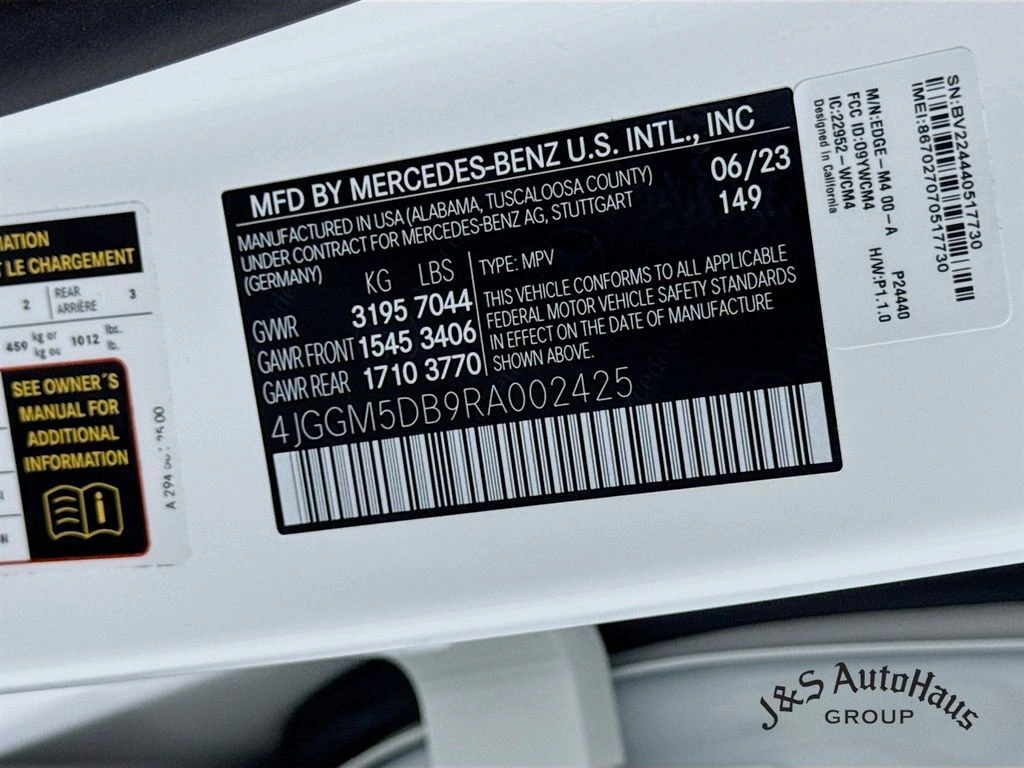 MFD BY MERCEDES-BENZ U.S. INTL., INC
MANUFACTURED IN USA (ALABAMA, TUSCALOOSA COUNTY)
UNDER CONTRACT FOR MERCEDES-BENZ AG, STUTTGART
(GERMANY)
06/23
149
KG LBS
GVWR 3195 7044
GAWR FRONT 1545 3406
GAWR REAR 1710 3770
TYPE: MPV
THIS VEHICLE CONFORMS TO ALL APPLICABLE
FEDERAL MOTOR VEHICLE SAFETY STANDARDS
IN EFFECT ON THE DATE OF MANUFACTURE
SHOWN ABOVE.
4JGGM5DB9RA002425
LE CHARGEMENT
2 REAR ARRIÈRE 3
459 kg or kg ou 1012 lbs. lb.
SEE OWNER´S
MANUAL FOR
ADDITIONAL
INFORMATION
SN:BV224440517730
IMEI:867027070517730
M/N:EDGE-M4 00-A P24440
FCC ID:09YWCM4 H/W:P1.1.0
IC:22952-WCM4
Designed in California
J&S AutoHaus
GROUP